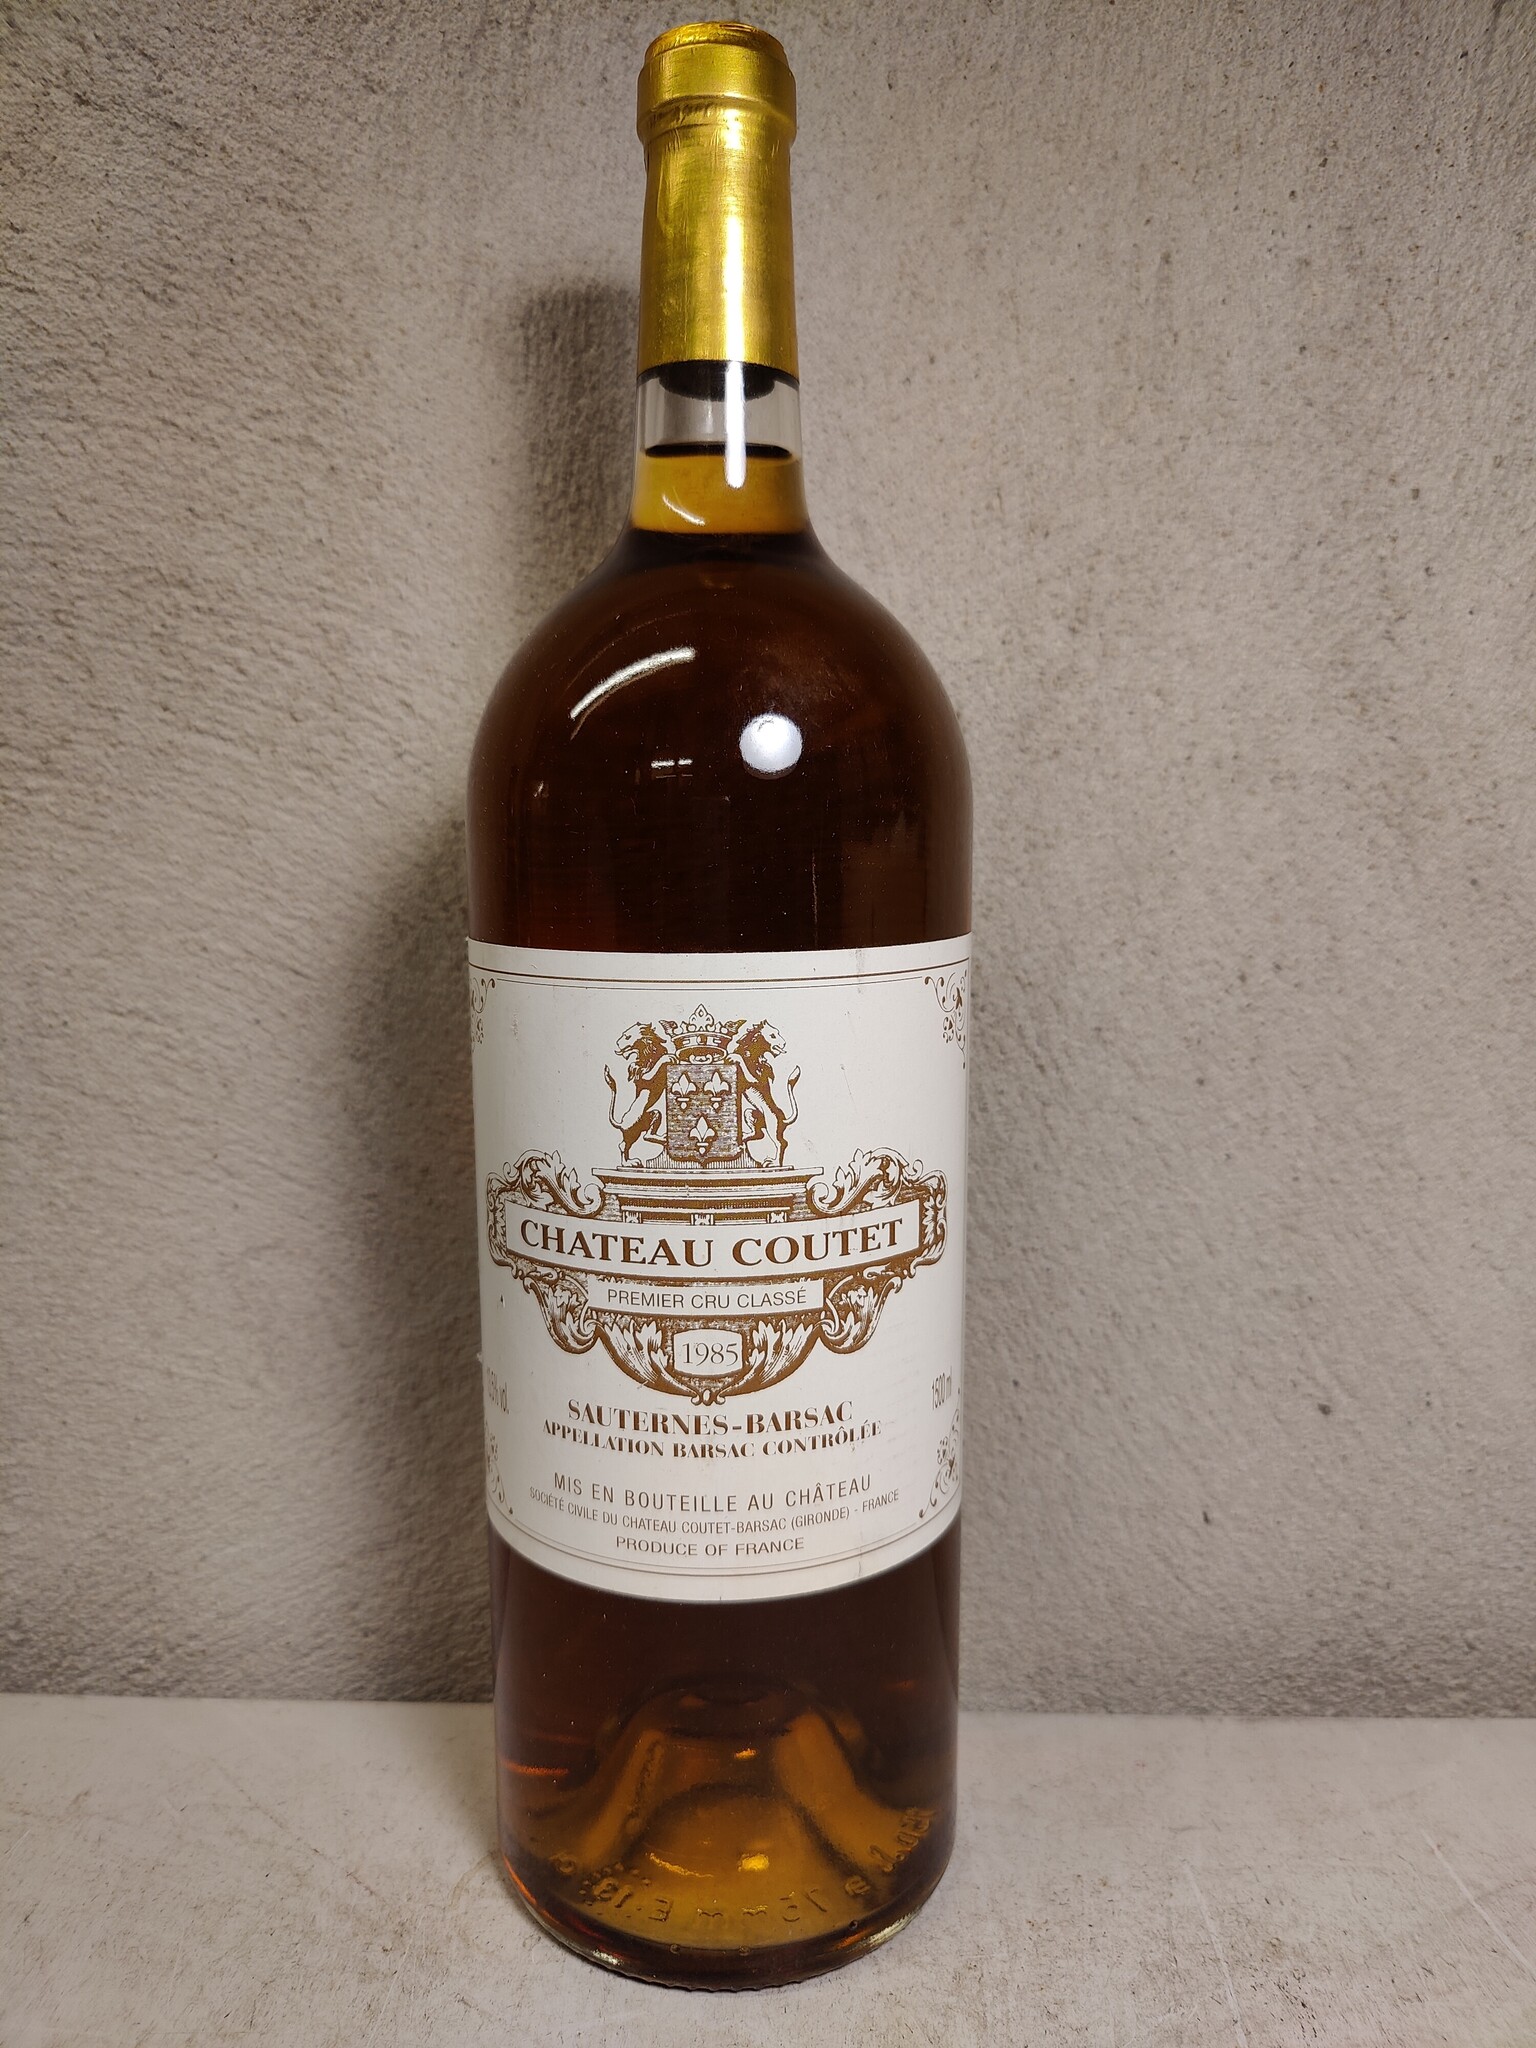 CHATEAU COUTET
PREMIER CRU CLASSÉ
1985
1500 ml
SAUTERNES-BARSAC
APPELLATION BARSAC CONTRÔLÉE
MIS EN BOUTEILLE AU CHÂTEAU
SOCIÉTÉ CIVILE DU CHATEAU COUTET-BARSAC (GIRONDE) - FRANCE
PRODUCE OF FRANCE